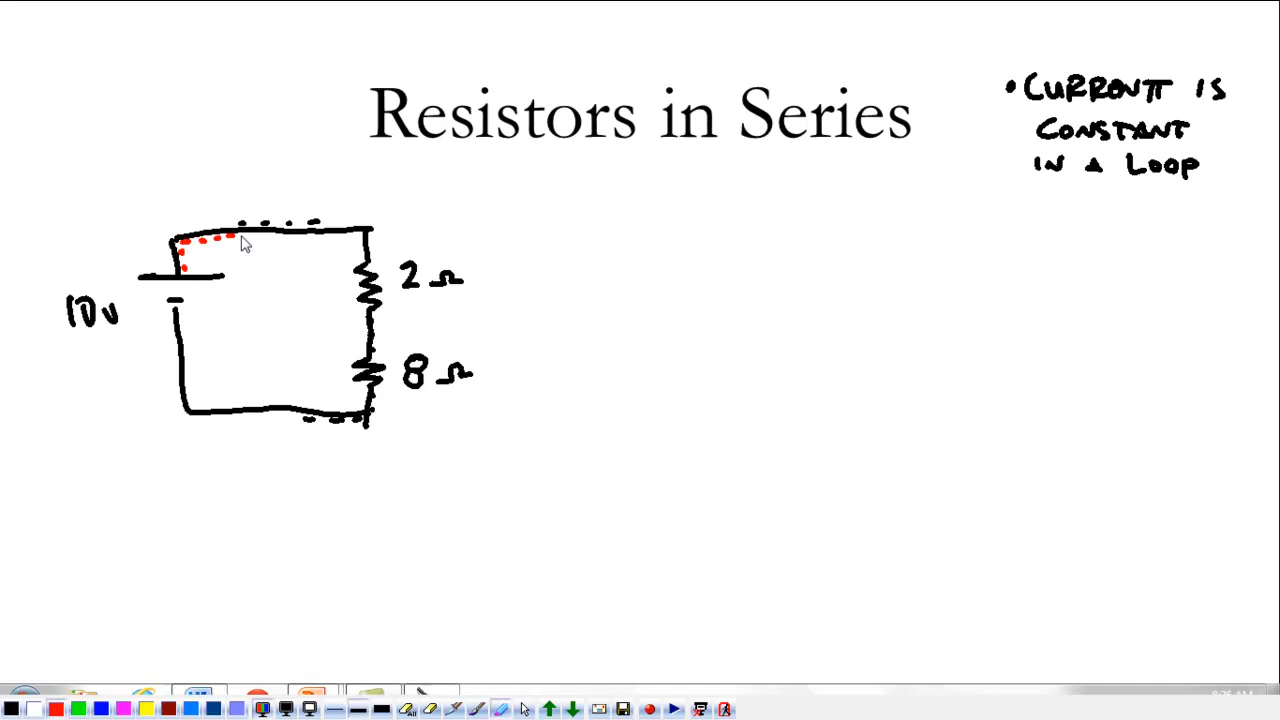 Resistors in Series
• CURRENT IS
CONSTANT
IN A LOOP
2 Ω
10v
8 Ω